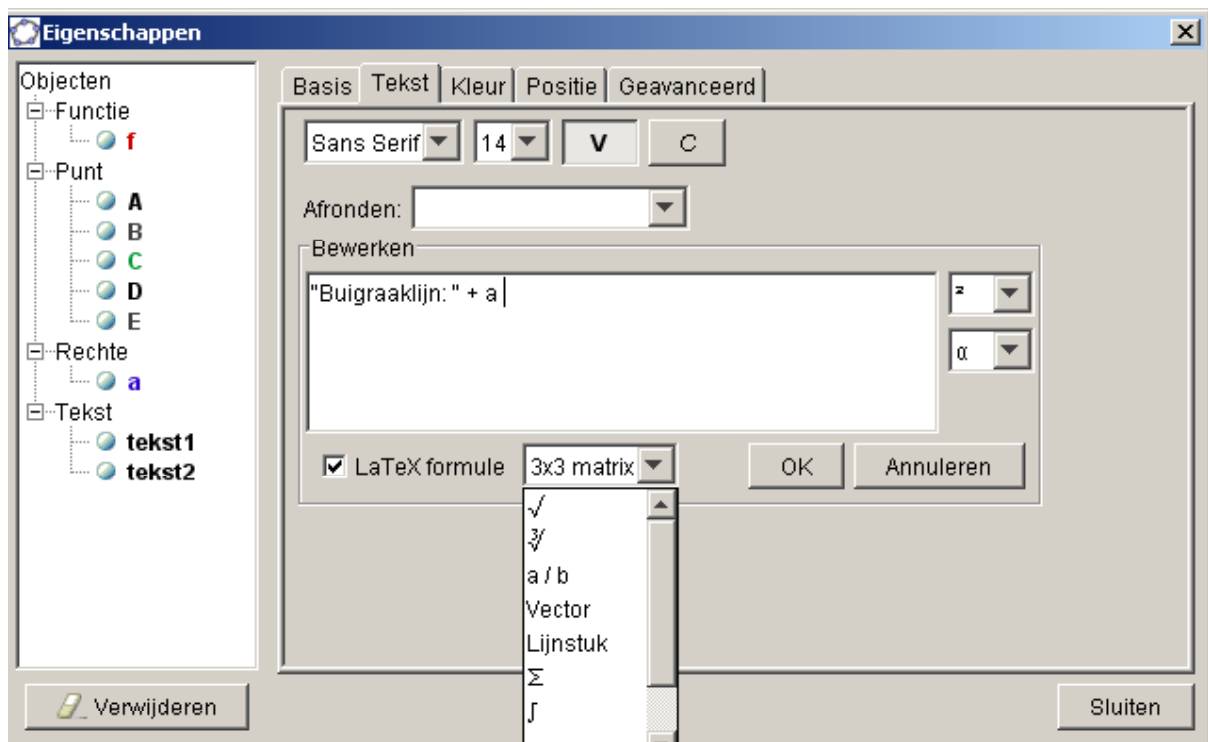 Eigenschappen
Objecten
Functie
f
Punt
A
B
C
D
E
Rechte
a
Tekst
tekst1
tekst2
Verwijderen
Basis Tekst Kleur Positie Geavanceerd
Sans Serif 14 V C
Afronden:
Bewerken
"Buigraaklijn: " + a
²
α
LaTeX formule 3x3 matrix OK Annuleren
√
∛
a / b
Vector
Lijnstuk
Σ
∫
Sluiten